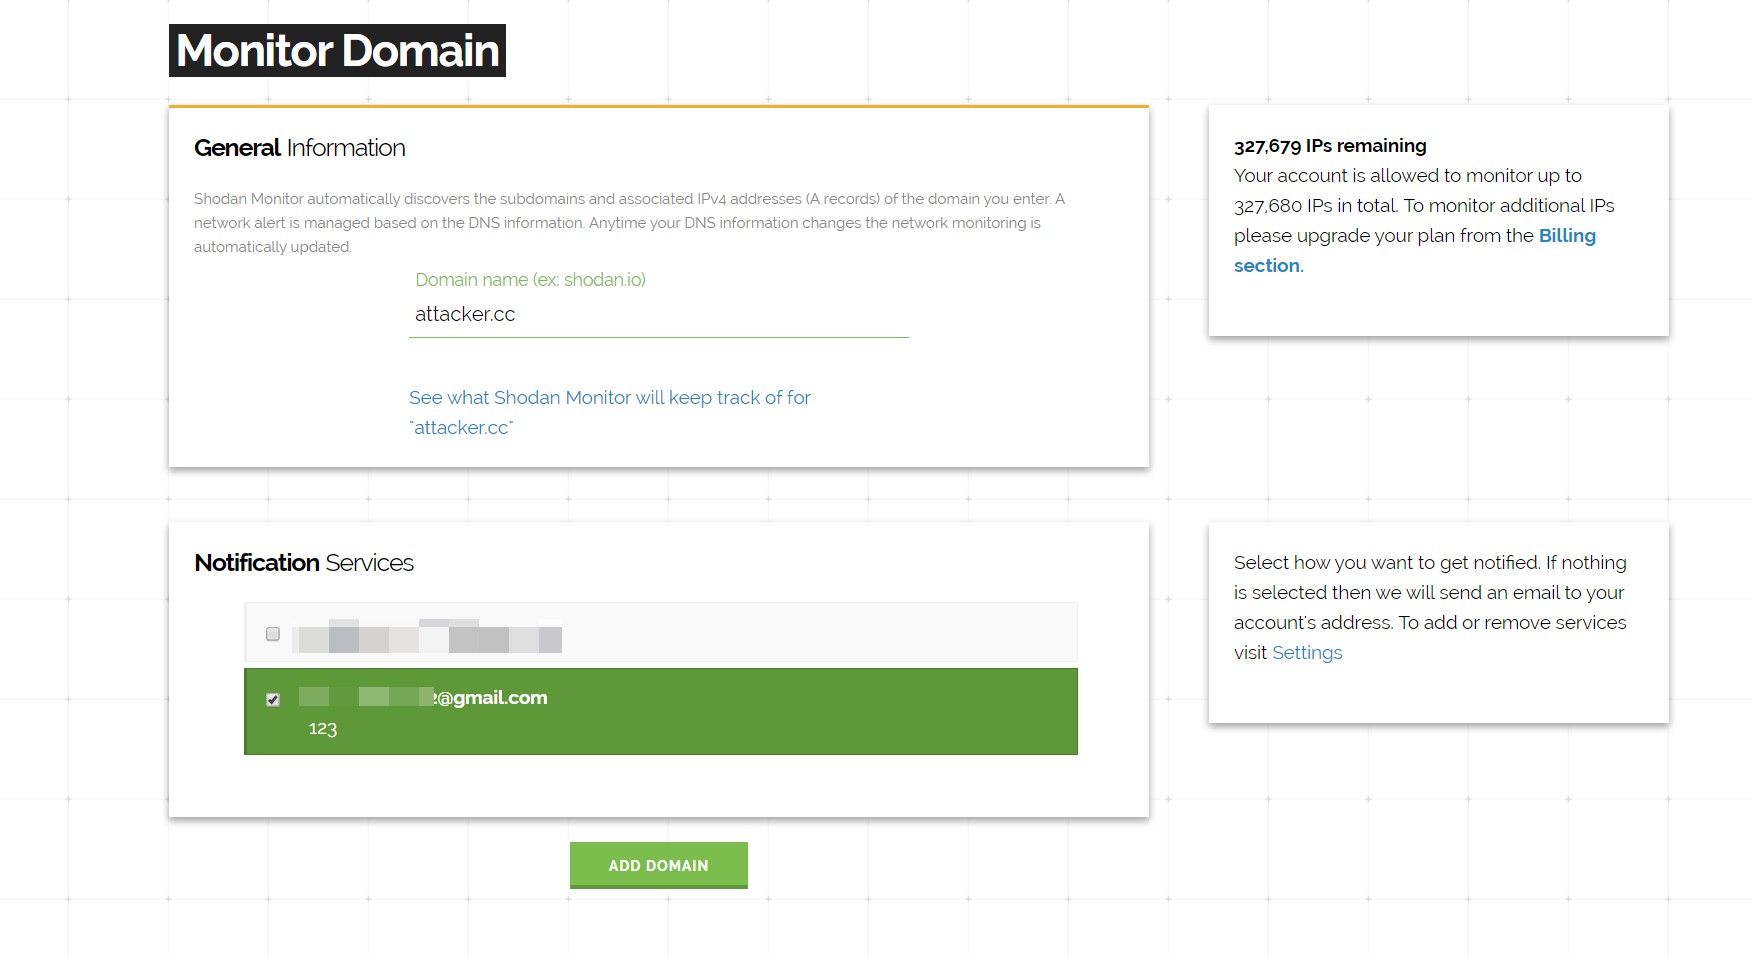 Monitor Domain
General Information
Shodan Monitor automatically discovers the subdomains and associated IPv4 addresses (A records) of the domain you enter. A
network alert is managed based on the DNS information. Anytime your DNS information changes the network monitoring is
automatically updated.
Domain name (ex: shodan.io)
attacker.cc
See what Shodan Monitor will keep track of for
"attacker.cc"
327,679 IPs remaining
Your account is allowed to monitor up to
327,680 IPs in total. To monitor additional IPs
please upgrade your plan from the Billing
section.
Notification Services
2@gmail.com
123
Select how you want to get notified. If nothing
is selected then we will send an email to your
account's address. To add or remove services
visit Settings
ADD DOMAIN